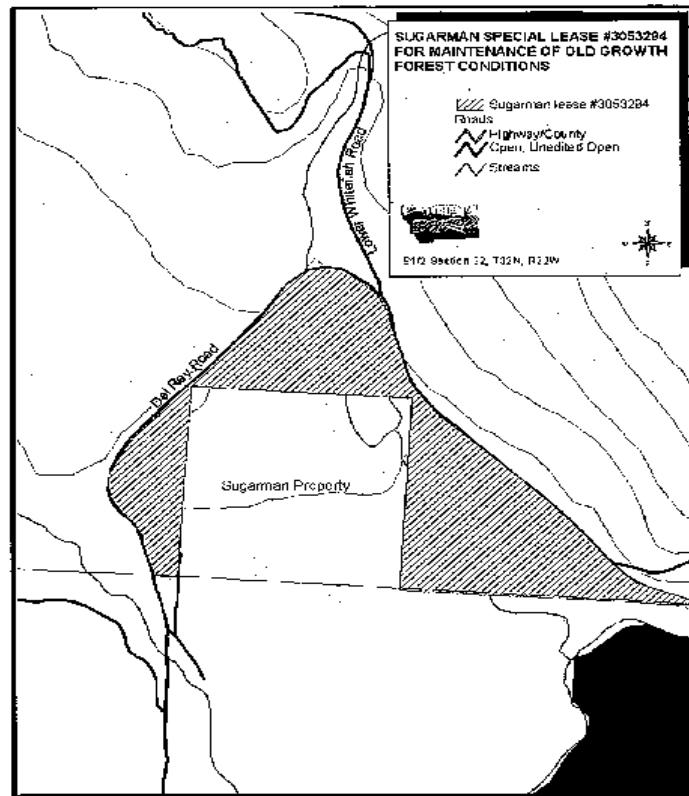 SUGARMAN SPECIAL LEASE #3053294
FOR MAINTENANCE OF OLD GROWTH
FOREST CONDITIONS
Sugarman lease #3053294
Roads
Highway/County
Open, Unedited Open
Streams
Section 32, T32N, R22W
Lower Whitefish Road
Del Rey Road
Sugarman Property